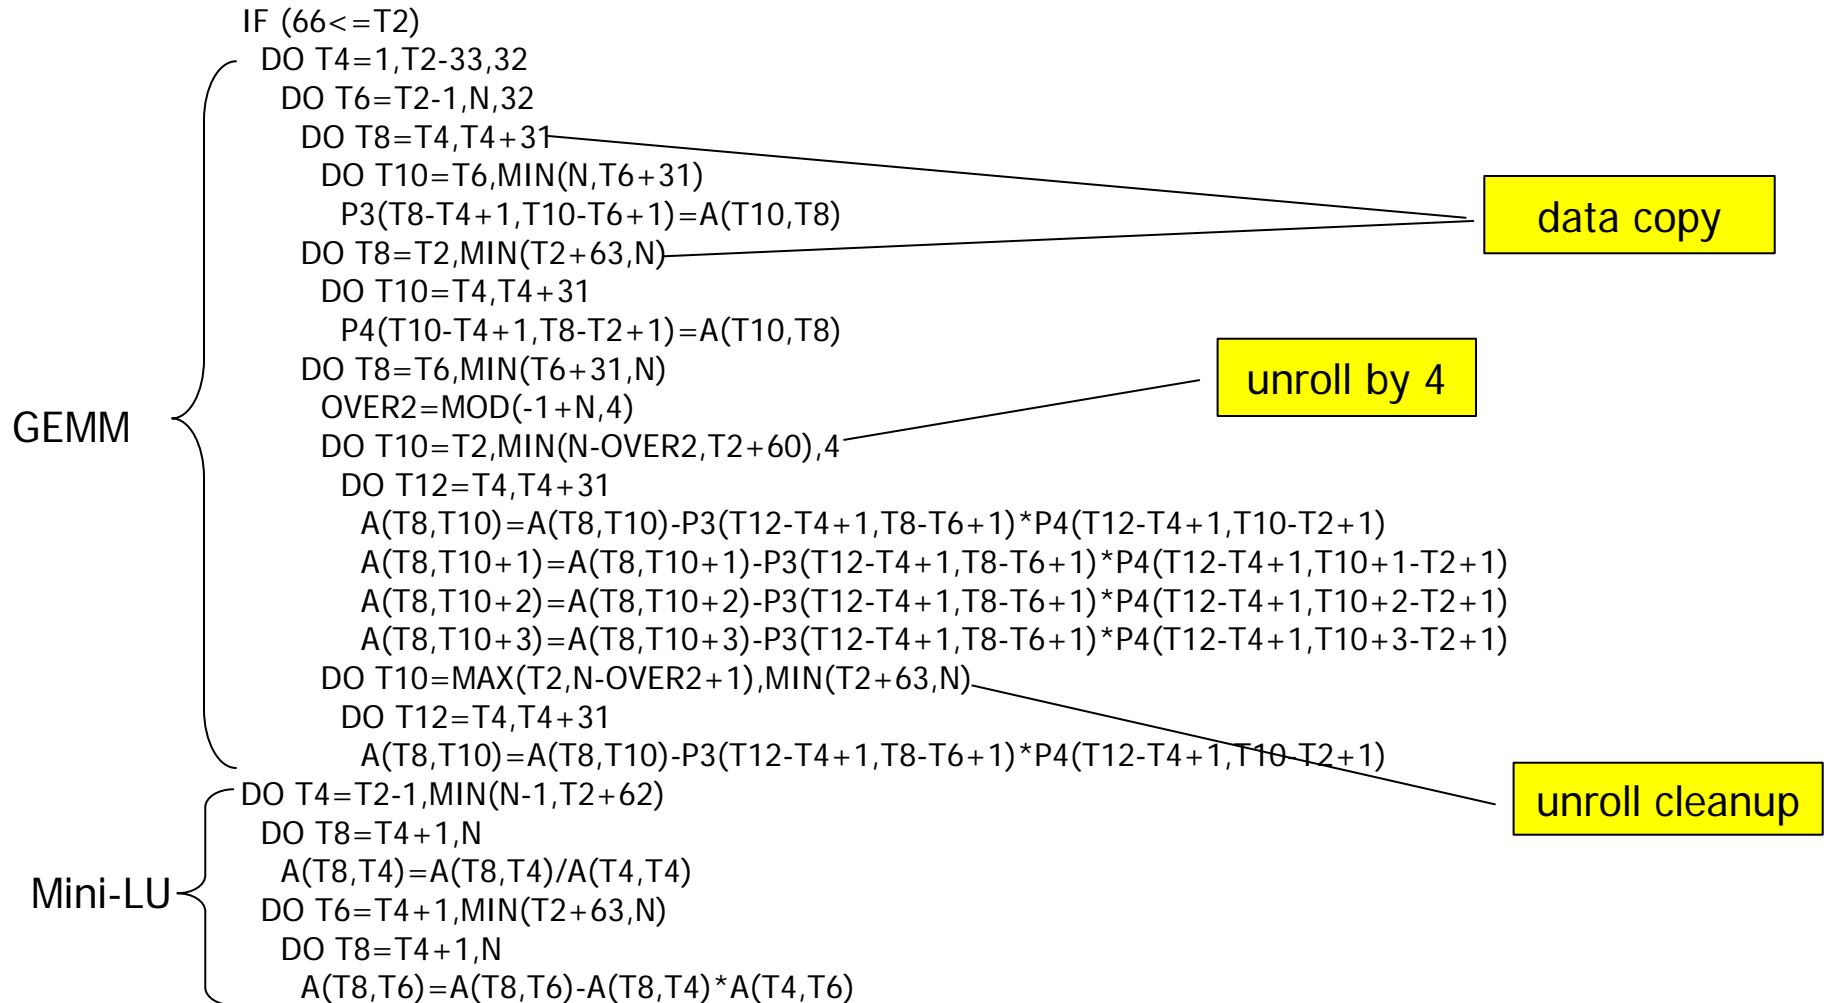 IF (66<=T2)
DO T4=1,T2-33,32
DO T6=T2-1,N,32
DO T8=T4,T4+31
DO T10=T6,MIN(N,T6+31)
P3(T8-T4+1,T10-T6+1)=A(T10,T8)
data copy
DO T8=T2,MIN(T2+63,N)
DO T10=T4,T4+31
P4(T10-T4+1,T8-T2+1)=A(T10,T8)
DO T8=T6,MIN(T6+31,N)
unroll by 4
OVER2=MOD(-1+N,4)
GEMM
DO T10=T2,MIN(N-OVER2,T2+60),4
DO T12=T4,T4+31
A(T8,T10)=A(T8,T10)-P3(T12-T4+1,T8-T6+1)*P4(T12-T4+1,T10-T2+1)
A(T8,T10+1)=A(T8,T10+1)-P3(T12-T4+1,T8-T6+1)*P4(T12-T4+1,T10+1-T2+1)
A(T8,T10+2)=A(T8,T10+2)-P3(T12-T4+1,T8-T6+1)*P4(T12-T4+1,T10+2-T2+1)
A(T8,T10+3)=A(T8,T10+3)-P3(T12-T4+1,T8-T6+1)*P4(T12-T4+1,T10+3-T2+1)
DO T10=MAX(T2,N-OVER2+1),MIN(T2+63,N)
DO T12=T4,T4+31
A(T8,T10)=A(T8,T10)-P3(T12-T4+1,T8-T6+1)*P4(T12-T4+1,T10-T2+1)
DO T4=T2-1,MIN(N-1,T2+62)
unroll cleanup
DO T8=T4+1,N
A(T8,T4)=A(T8,T4)/A(T4,T4)
Mini-LU
DO T6=T4+1,MIN(T2+63,N)
DO T8=T4+1,N
A(T8,T6)=A(T8,T6)-A(T8,T4)*A(T4,T6)